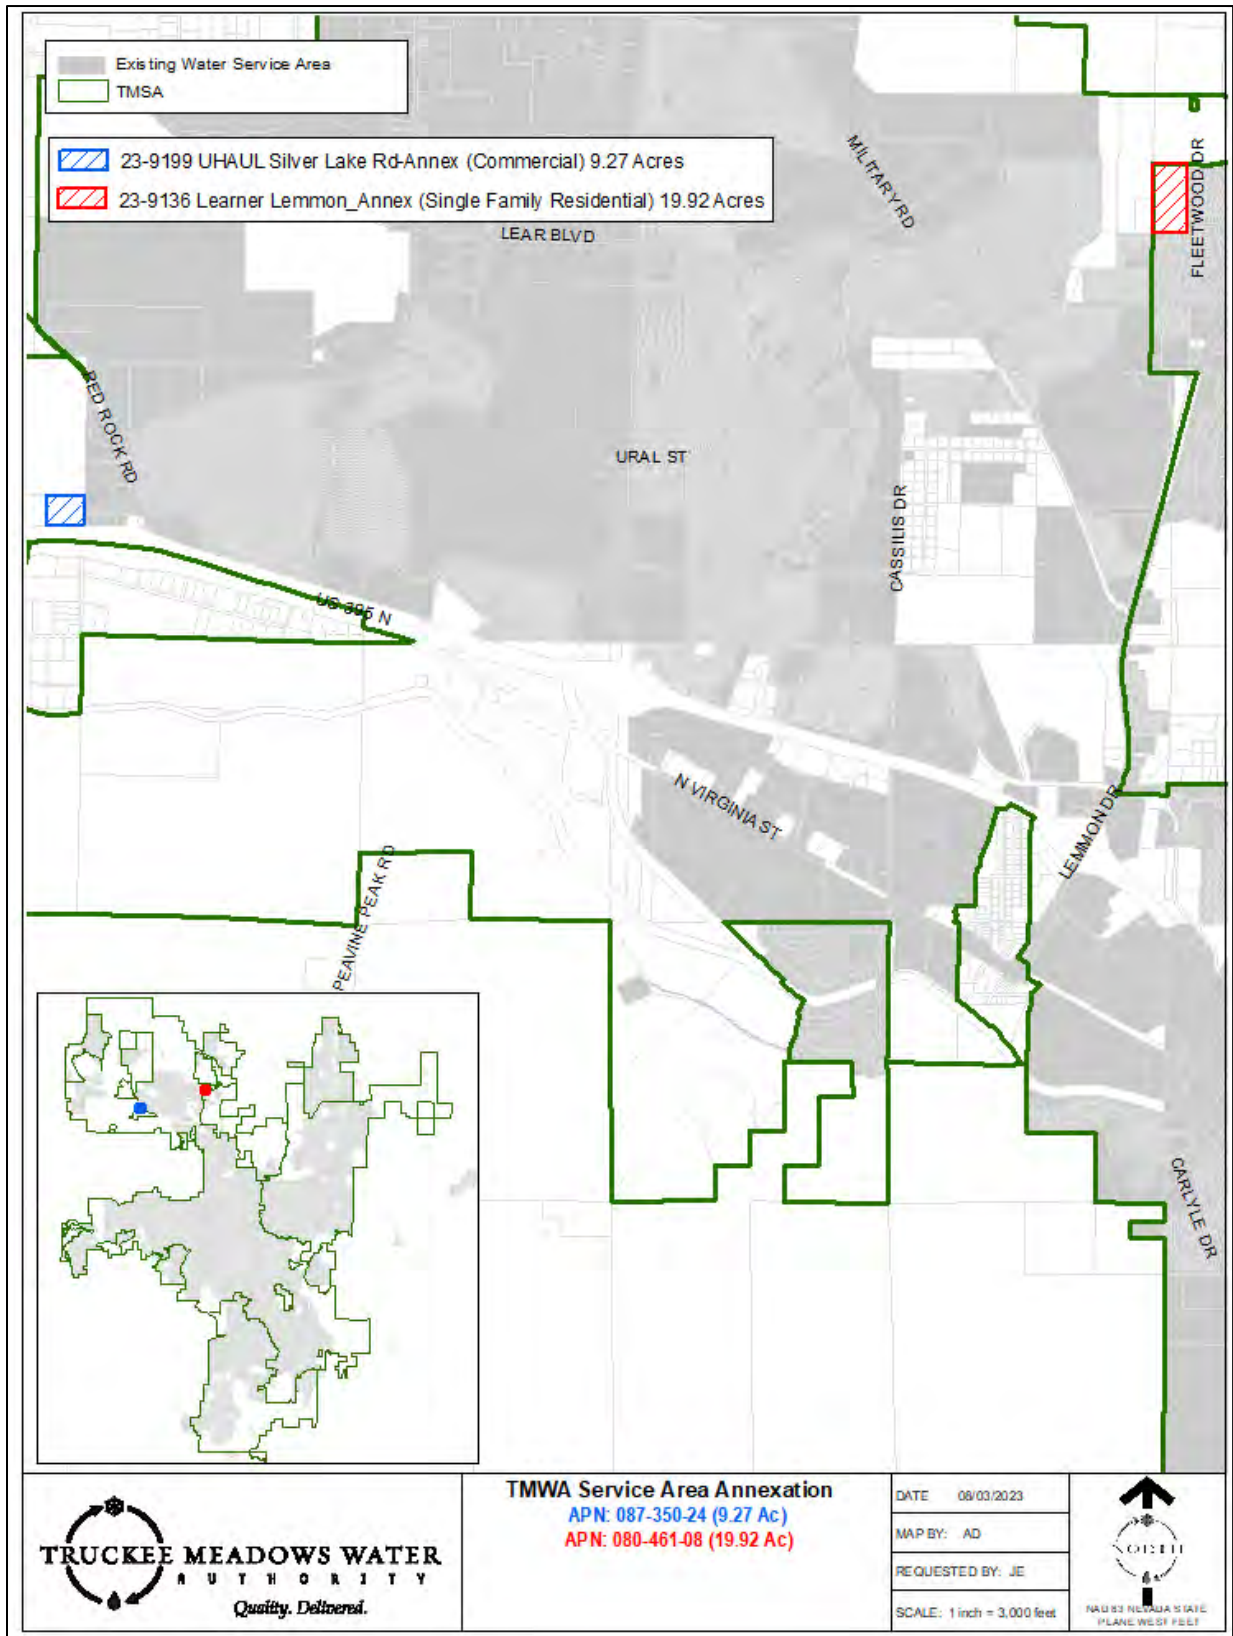 Existing Water Service Area
TMSA
23-9199 UHAUL Silver Lake Rd-Annex (Commercial) 9.27 Acres
23-9136 Learner Lemmon_Annex (Single Family Residential) 19.92 Acres
MILITARY RD
FLEETWOOD DR
LEAR BLVD
RED ROCK RD
URAL ST
CASSILIS DR
US 395 N
N VIRGINIA ST
LEMMON DR
PEAVINE PEAK RD
CARLYLE DR
TRUCKEE MEADOWS WATER
AUTHORITY
Quality. Delivered.
TMWA Service Area Annexation
APN: 087-350-24 (9.27 Ac)
APN: 080-461-08 (19.92 Ac)
DATE 08/03/2023
MAP BY: AD
REQUESTED BY: JE
SCALE: 1 inch = 3,000 feet
NORTH
NAD 83 NEVADA STATE
PLANE WEST FEET